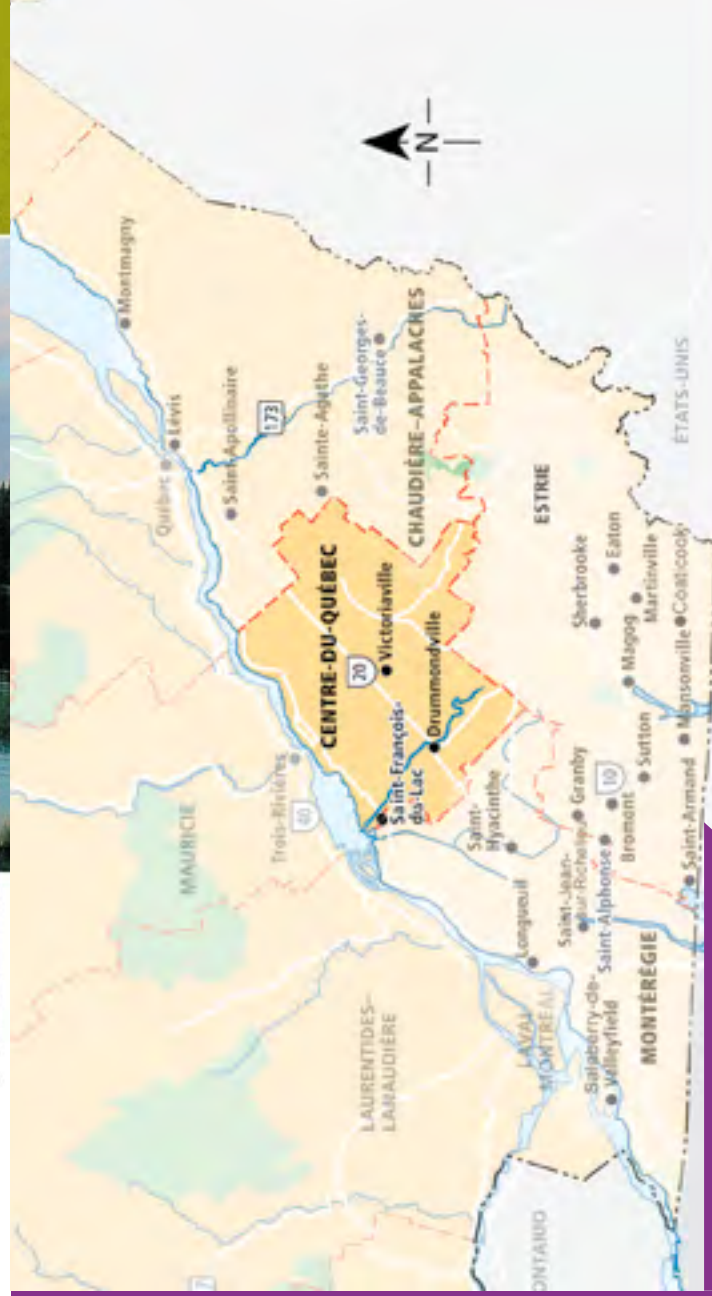 Montmagny
N
Québec
Lévis
Saint-Apollinaire
173
Sainte-Agathe
Saint-Georges-
de-Beauce
CHAUDIÈRE–APPALACHES
MAURICIE
Trois-Rivières
40
CENTRE-DU-QUÉBEC
20
Victoriaville
Saint-François-
du-Lac
Drummondville
ESTRIE
ÉTATS-UNIS
Sherbrooke
Eaton
Martinville
Magog
Coaticook
Mansonville
Sutton
LAURENTIDES–
LANAUDIÈRE
Saint-
Hyacinthe
Granby
10
Bromont
Saint-Jean-
sur-Richelieu
Saint-Alphonse
Saint-Armand
Longueuil
LAVAL
MONTRÉAL
Salaberry-de-
Valleyfield
MONTÉRÉGIE
ONTARIO